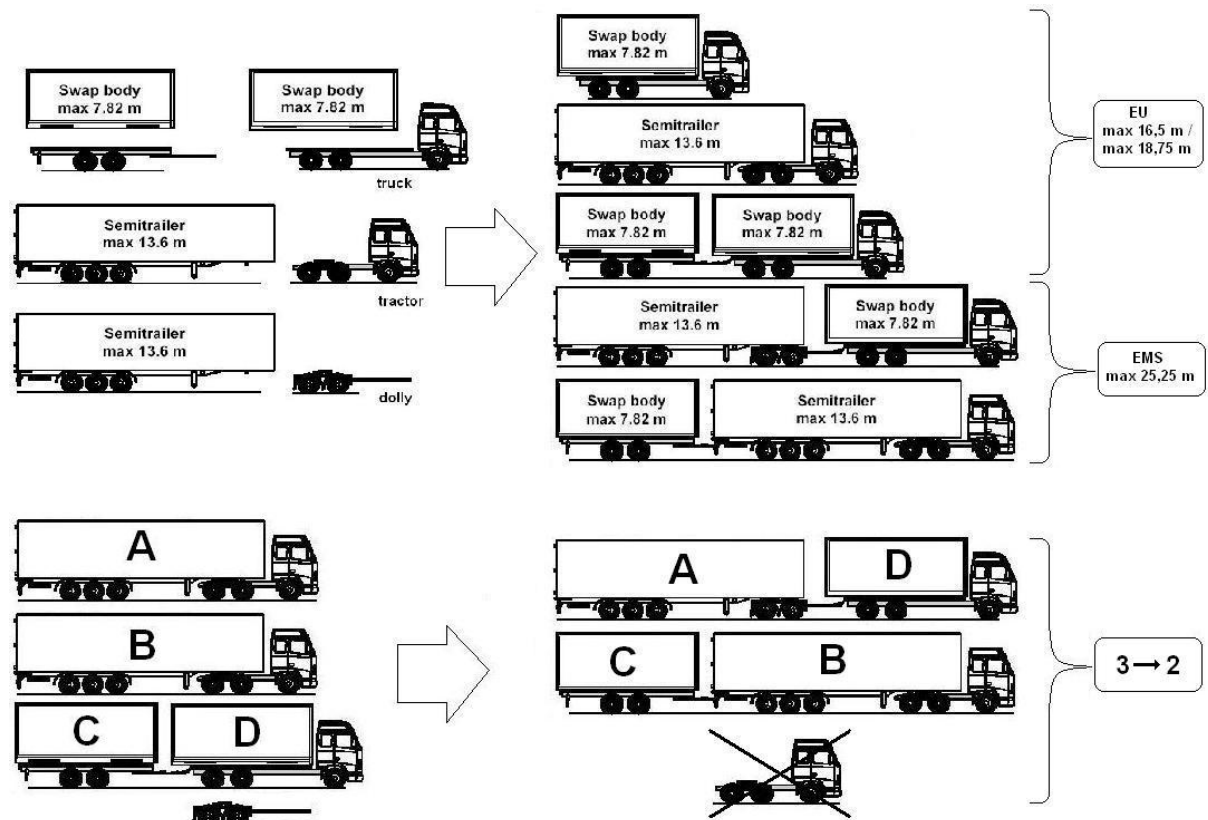 Swap body
max 7.82 m
Swap body
max 7.82 m
truck
Semitrailer
max 13.6 m
tractor
Semitrailer
max 13.6 m
dolly
Swap body
max 7.82 m
Semitrailer
max 13.6 m
Swap body
max 7.82 m
Swap body
max 7.82 m
EU
max 16,5 m /
max 18,75 m
Semitrailer
max 13.6 m
Swap body
max 7.82 m
Swap body
max 7.82 m
Semitrailer
max 13.6 m
EMS
max 25,25 m
A
B
C
D
A
D
C
B
3→2